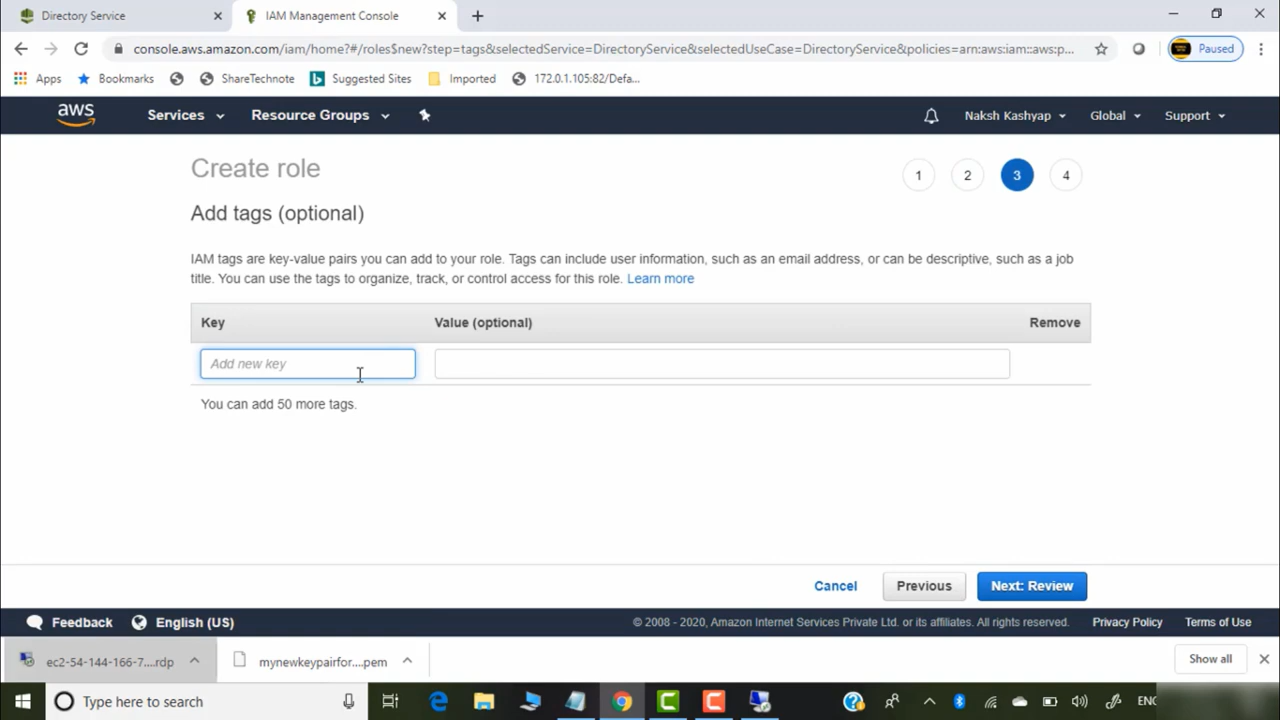 Directory Service
IAM Management Console
console.aws.amazon.com/iam/home?#/roles$new?step=tags&selectedService=DirectoryService&selectedUseCase=DirectoryService&policies=arn:aws:iam::aws:p...
Paused
Apps
Bookmarks
ShareTechnote
Suggested Sites
Imported
172.0.1.105:82/Defa...
aws
Services
Resource Groups
Naksh Kashyap
Global
Support
Create role
1
2
3
4
Add tags (optional)
IAM tags are key-value pairs you can add to your role. Tags can include user information, such as an email address, or can be descriptive, such as a job
title. You can use the tags to organize, track, or control access for this role. Learn more
Key
Value (optional)
Remove
Add new key
You can add 50 more tags.
Cancel
Previous
Next: Review
Feedback
English (US)
© 2008 - 2020, Amazon Internet Services Private Ltd. or its affiliates. All rights reserved.
Privacy Policy
Terms of Use
ec2-54-144-166-7....rdp
mynewkeypairfor....pem
Show all
Type here to search
ENG